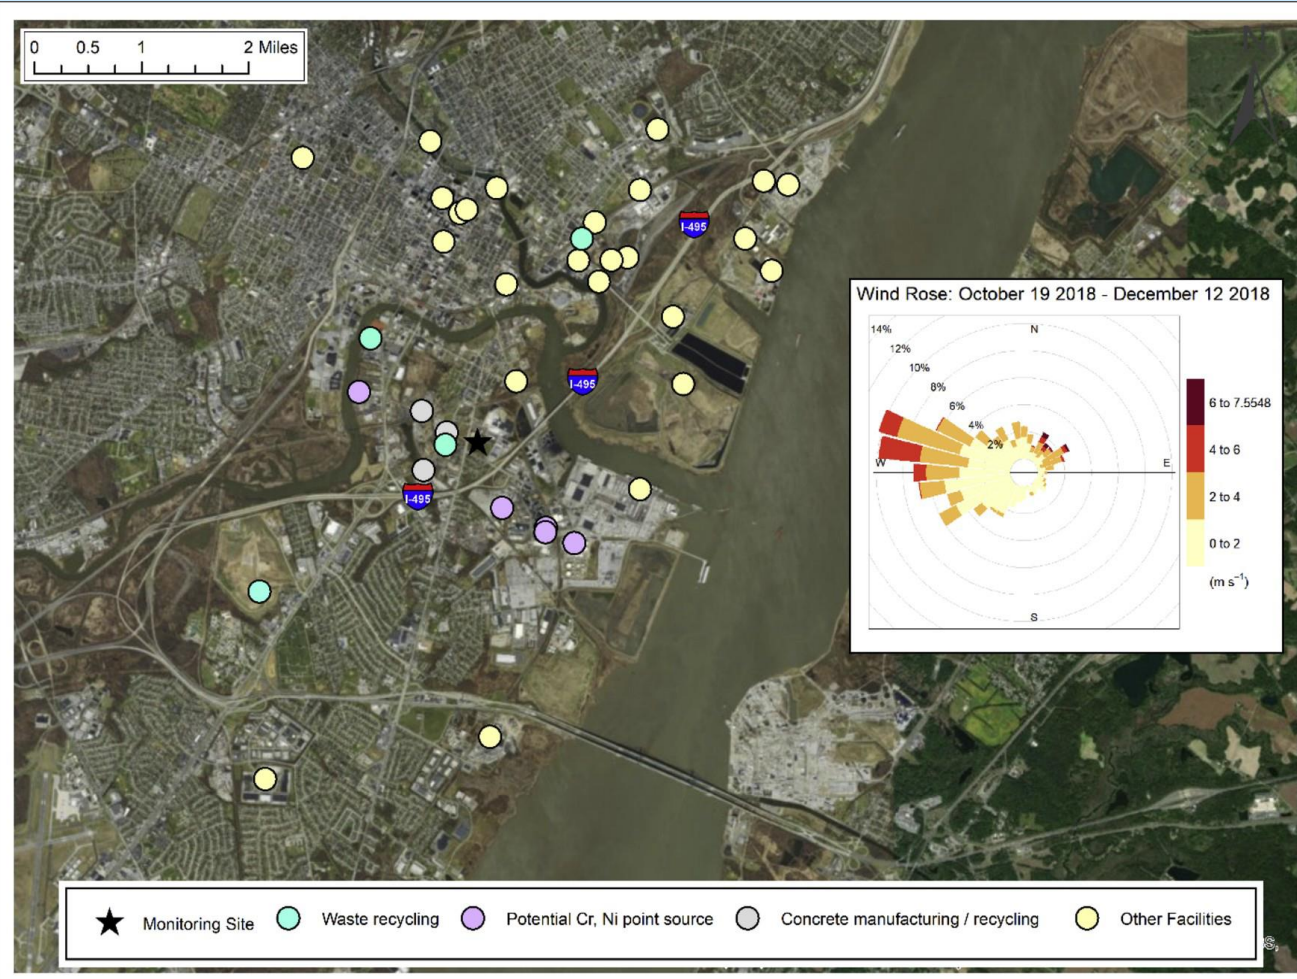 0 0.5 1 2 Miles
I-495
Wind Rose: October 19 2018 - December 12 2018
14%
12%
10%
8%
6%
4%
2%
N
W
E
S
6 to 7.5548
4 to 6
2 to 4
0 to 2
(m s⁻¹)
I-495
I-495
Monitoring Site
Waste recycling
Potential Cr, Ni point source
Concrete manufacturing / recycling
Other Facilities